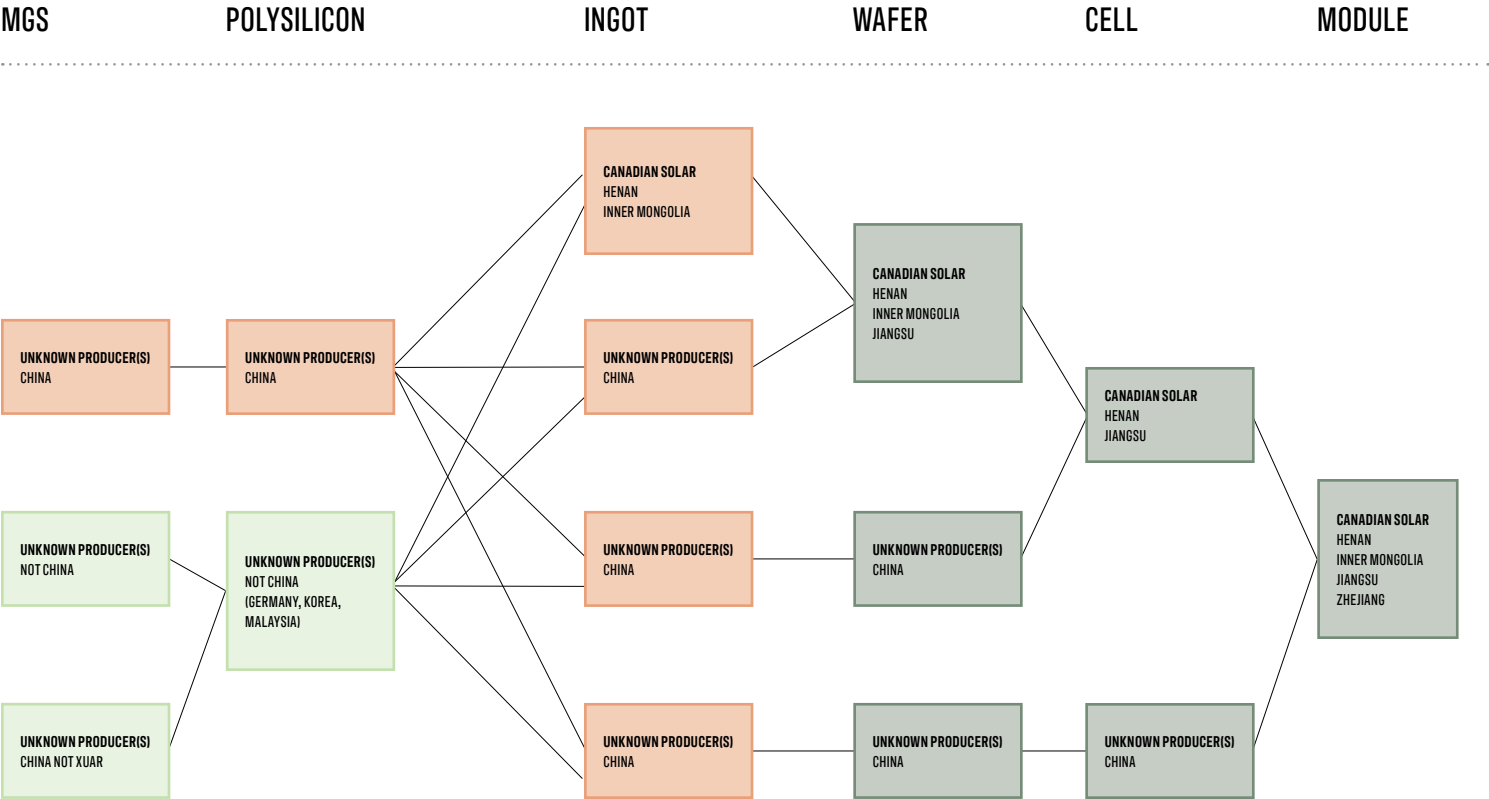 MGS
POLYSILICON
INGOT
WAFER
CELL
MODULE
UNKNOWN PRODUCER(S)
CHINA
UNKNOWN PRODUCER(S)
NOT CHINA
UNKNOWN PRODUCER(S)
CHINA NOT XUAR
UNKNOWN PRODUCER(S)
CHINA
UNKNOWN PRODUCER(S)
NOT CHINA
(GERMANY, KOREA,
MALAYSIA)
CANADIAN SOLAR
HENAN
INNER MONGOLIA
UNKNOWN PRODUCER(S)
CHINA
UNKNOWN PRODUCER(S)
CHINA
UNKNOWN PRODUCER(S)
CHINA
CANADIAN SOLAR
HENAN
INNER MONGOLIA
JIANGSU
UNKNOWN PRODUCER(S)
CHINA
UNKNOWN PRODUCER(S)
CHINA
CANADIAN SOLAR
HENAN
JIANGSU
UNKNOWN PRODUCER(S)
CHINA
CANADIAN SOLAR
HENAN
INNER MONGOLIA
JIANGSU
ZHEJIANG